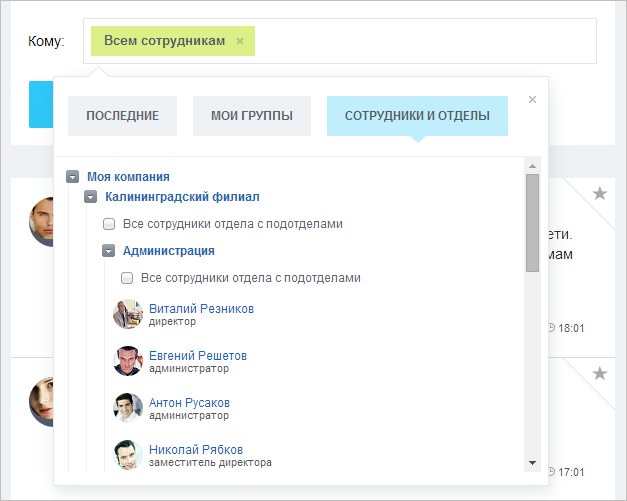 Кому:
Всем сотрудникам ×
ПОСЛЕДНИЕ
МОИ ГРУППЫ
СОТРУДНИКИ И ОТДЕЛЫ
×
Моя компания
Калининградский филиал
Все сотрудники отдела с подотделами
Администрация
Все сотрудники отдела с подотделами
Виталий Резников
директор
Евгений Решетов
администратор
Антон Русаков
администратор
Николай Рябков
заместитель директора
ети.
мам
18:01
17:01